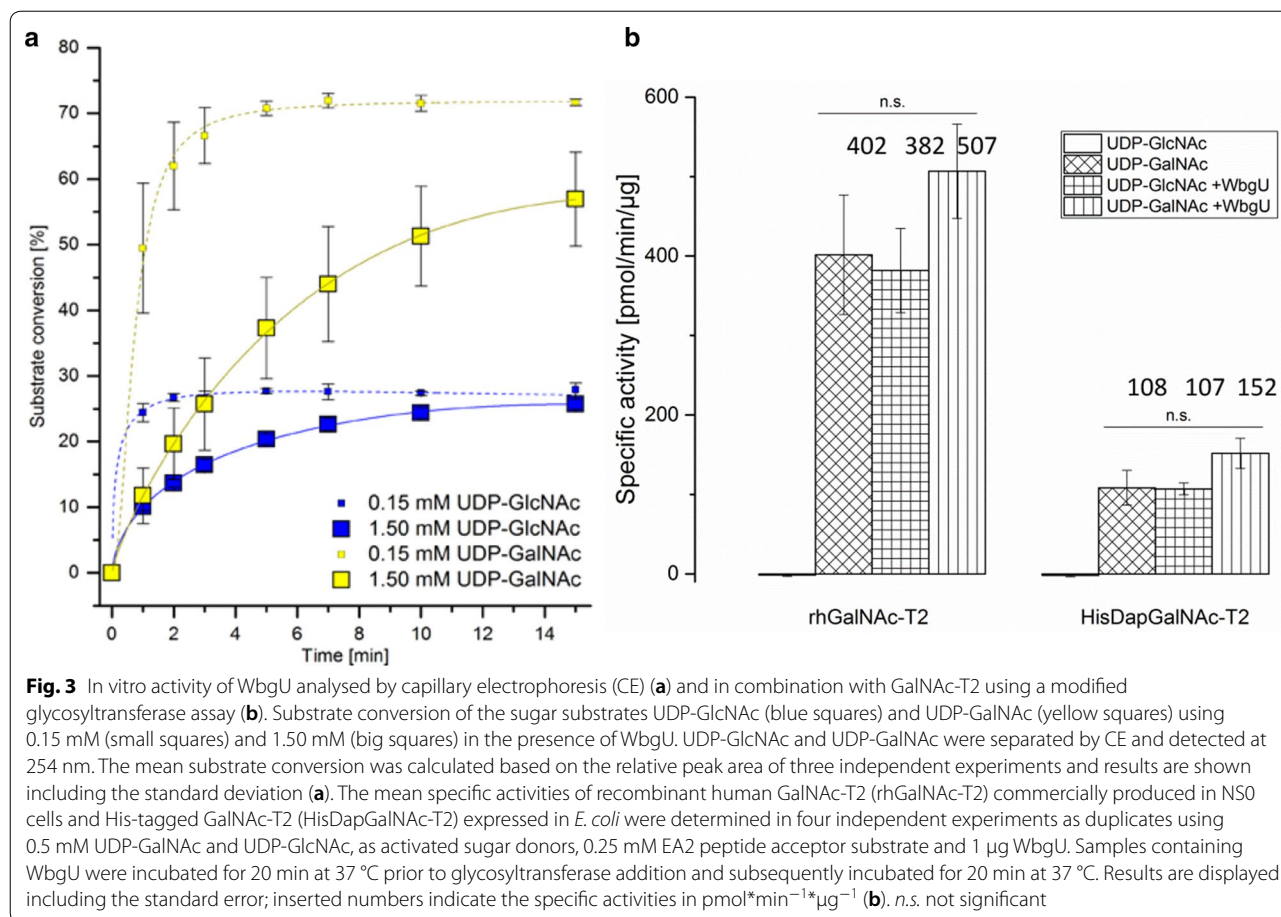 a
80
70
60
50
40
30
20
10
0
Substrate conversion [%]
0.15 mM UDP-GlcNAc
1.50 mM UDP-GlcNAc
0.15 mM UDP-GalNAc
1.50 mM UDP-GalNAc
0 2 4 6 8 10 12 14
Time [min]
b
600
400
200
0
Specific activity [pmol/min/µg]
n.s.
402 382 507
UDP-GlcNAc
UDP-GalNAc
UDP-GlcNAc +WbgU
UDP-GalNAc +WbgU
108 107 152
n.s.
rhGalNAc-T2 HisDapGalNAc-T2
Fig. 3 In vitro activity of WbgU analysed by capillary electrophoresis (CE) (a) and in combination with GalNAc-T2 using a modified
glycosyltransferase assay (b). Substrate conversion of the sugar substrates UDP-GlcNAc (blue squares) and UDP-GalNAc (yellow squares) using
0.15 mM (small squares) and 1.50 mM (big squares) in the presence of WbgU. UDP-GlcNAc and UDP-GalNAc were separated by CE and detected at
254 nm. The mean substrate conversion was calculated based on the relative peak area of three independent experiments and results are shown
including the standard deviation (a). The mean specific activities of recombinant human GalNAc-T2 (rhGalNAc-T2) commercially produced in NS0
cells and His-tagged GalNAc-T2 (HisDapGalNAc-T2) expressed in E. coli were determined in four independent experiments as duplicates using
0.5 mM UDP-GalNAc and UDP-GlcNAc, as activated sugar donors, 0.25 mM EA2 peptide acceptor substrate and 1 µg WbgU. Samples containing
WbgU were incubated for 20 min at 37 °C prior to glycosyltransferase addition and subsequently incubated for 20 min at 37 °C. Results are displayed
including the standard error; inserted numbers indicate the specific activities in pmol*min⁻¹*µg⁻¹ (b). n.s. not significant